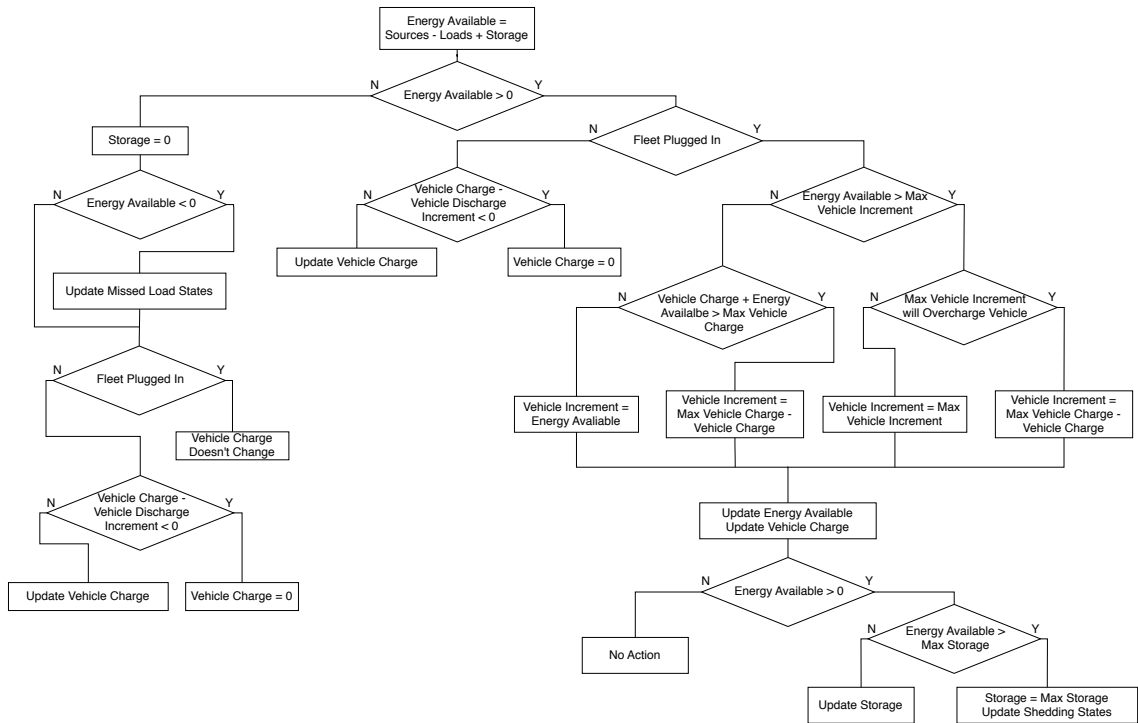 Energy Available =
Sources - Loads + Storage
N
Energy Available > 0
Y
Storage = 0
N
Fleet Plugged In
Y
N
Energy Available < 0
Y
N
Vehicle Charge -
Vehicle Discharge
Increment < 0
Y
N
Energy Available > Max
Vehicle Increment
Y
Update Vehicle Charge
Vehicle Charge = 0
Update Missed Load States
N
Vehicle Charge + Energy
Availalbe > Max Vehicle
Charge
Y
N
Max Vehicle Increment
will Overcharge Vehicle
Y
N
Fleet Plugged In
Y
Vehicle Increment =
Energy Avaliable
Vehicle Increment =
Max Vehicle Charge -
Vehicle Charge
Vehicle Increment = Max
Vehicle Increment
Vehicle Increment =
Max Vehicle Charge -
Vehicle Charge
Vehicle Charge
Doesn't Change
N
Vehicle Charge -
Vehicle Discharge
Increment < 0
Y
Update Energy Available
Update Vehicle Charge
Update Vehicle Charge
Vehicle Charge = 0
N
Energy Available > 0
Y
No Action
N
Energy Available >
Max Storage
Y
Update Storage
Storage = Max Storage
Update Shedding States